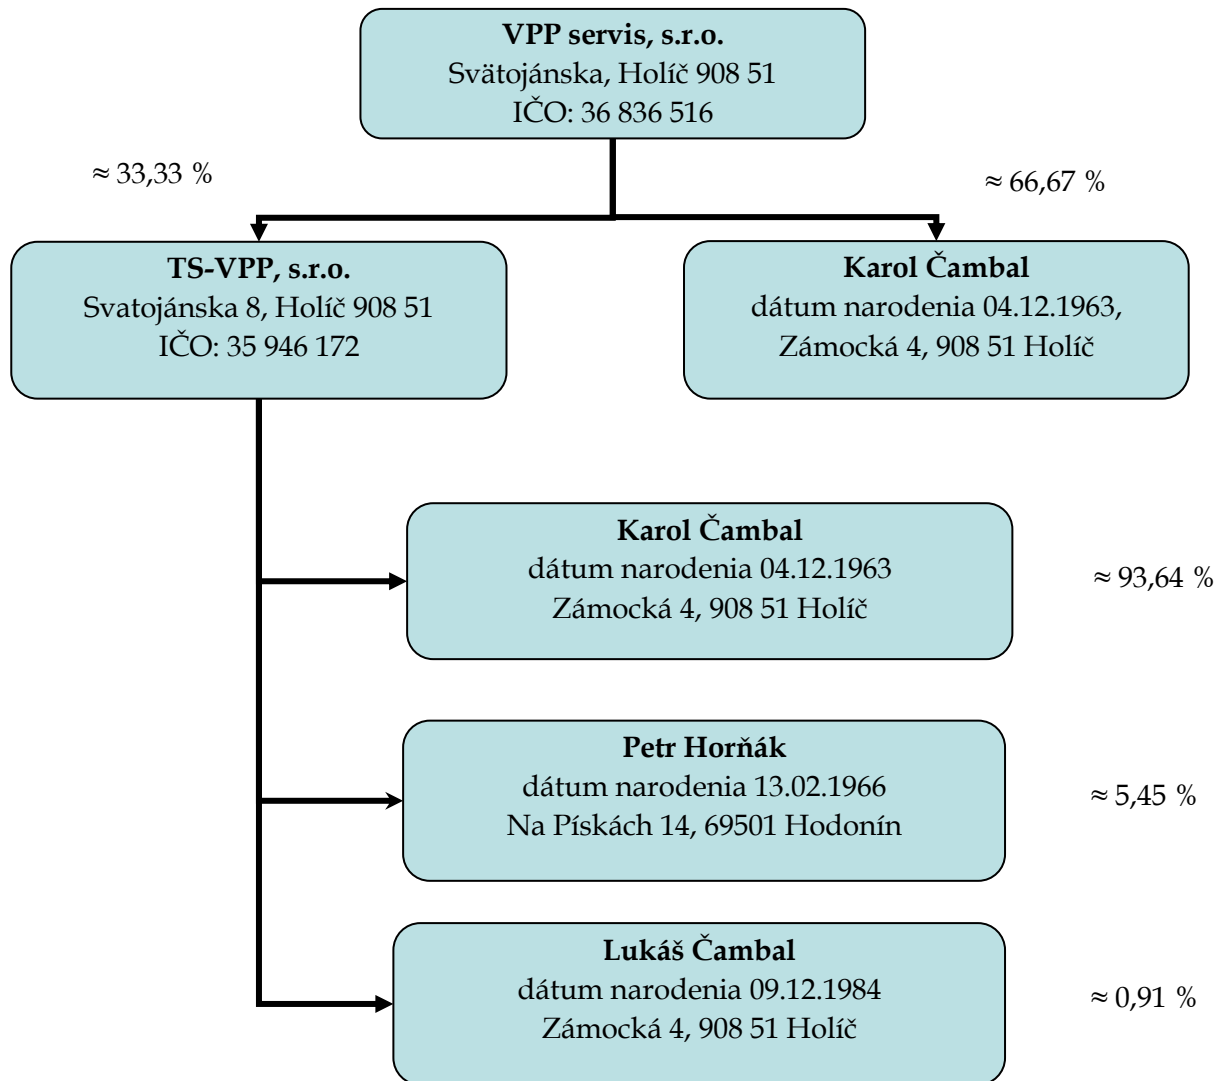 VPP servis, s.r.o.
Svätojánska, Holíč 908 51
IČO: 36 836 516
≈ 33,33 %
≈ 66,67 %
TS-VPP, s.r.o.
Svatojánska 8, Holíč 908 51
IČO: 35 946 172
Karol Čambal
dátum narodenia 04.12.1963,
Zámocká 4, 908 51 Holíč
Karol Čambal
dátum narodenia 04.12.1963
Zámocká 4, 908 51 Holíč
≈ 93,64 %
Petr Horňák
dátum narodenia 13.02.1966
Na Pískách 14, 69501 Hodonín
≈ 5,45 %
Lukáš Čambal
dátum narodenia 09.12.1984
Zámocká 4, 908 51 Holíč
≈ 0,91 %